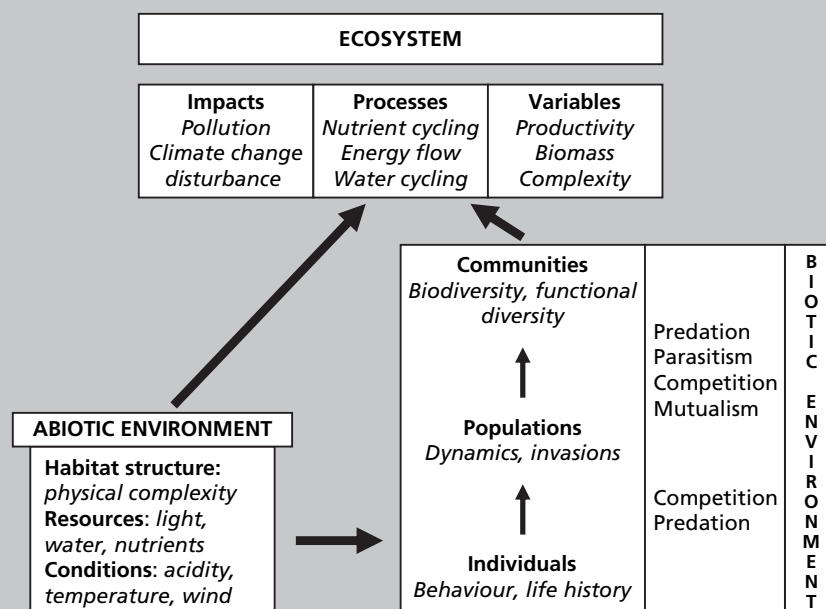 ECOSYSTEM
Impacts
Pollution
Climate change
disturbance
Processes
Nutrient cycling
Energy flow
Water cycling
Variables
Productivity
Biomass
Complexity
Communities
Biodiversity, functional
diversity
Populations
Dynamics, invasions
Individuals
Behaviour, life history
Predation
Parasitism
Competition
Mutualism
Competition
Predation
BIOTIC ENVIRONMENT
ABIOTIC ENVIRONMENT
Habitat structure:
physical complexity
Resources: light,
water, nutrients
Conditions: acidity,
temperature, wind